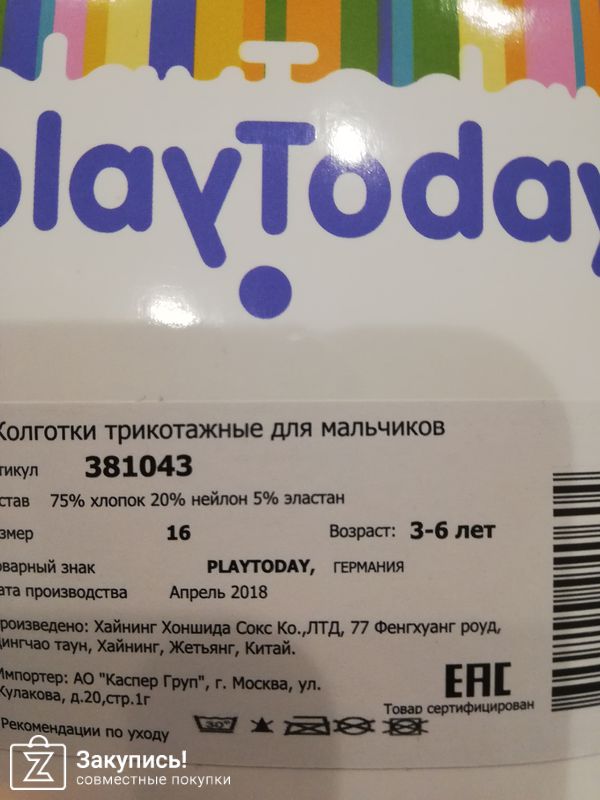 playToday
Колготки трикотажные для мальчиков
тикул 381043
став 75% хлопок 20% нейлон 5% эластан
змер 16 Возраст: 3-6 лет
оварный знак PLAYTODAY, ГЕРМАНИЯ
ата производства Апрель 2018
роизведено: Хайнинг Хоншида Сокс Ко.,ЛТД, 77 Фенгхуанг роуд,
ингчао таун, Хайнинг, Жетьянг, Китай.
Импортер: АО "Каспер Груп", г. Москва, ул.
Кулакова, д.20,стр.1г
ЕАС
Товар сертифицирован
Рекомендации по уходу 30°
Закупись!
совместные покупки